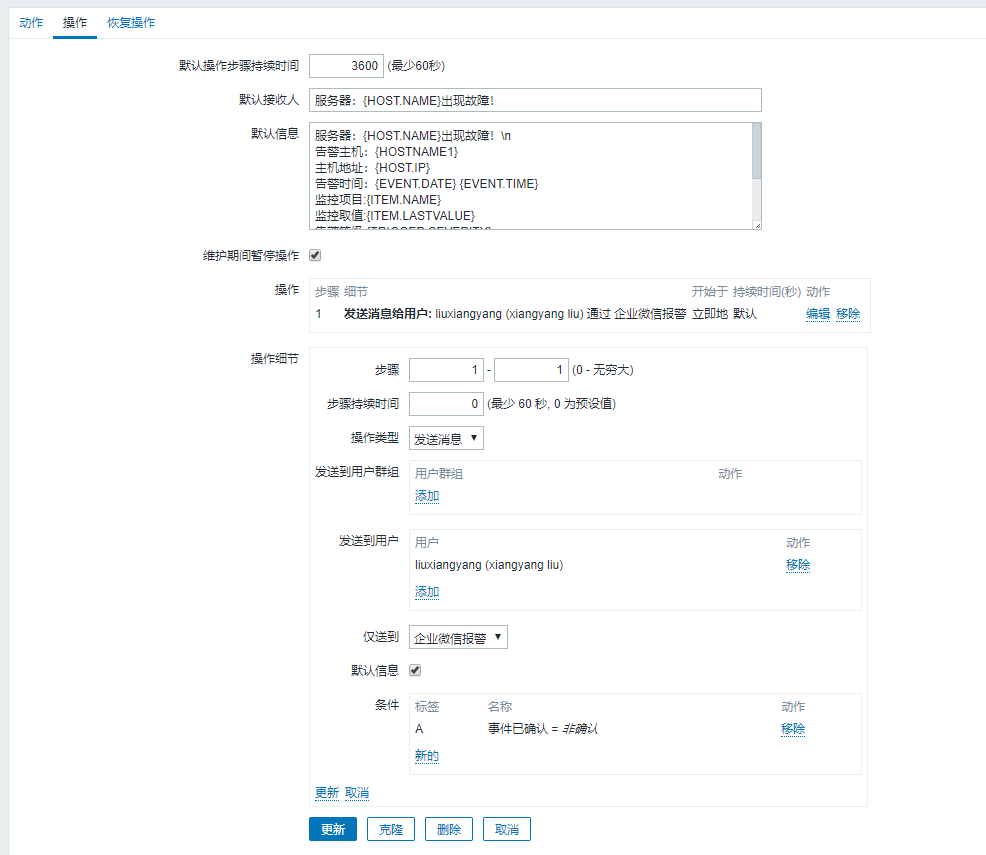 动作 操作 恢复操作
默认操作步骤持续时间 3600 (最少60秒)
默认接收人 服务器：{HOST.NAME}出现故障！
默认信息 服务器：{HOST.NAME}出现故障！\n
告警主机：{HOSTNAME1}
主机地址：{HOST.IP}
告警时间：{EVENT.DATE} {EVENT.TIME}
监控项目:{ITEM.NAME}
监控取值:{ITEM.LASTVALUE}
告警等级:{TRIGGER.SEVERITY}
维护期间暂停操作
操作 步骤 细节 开始于 持续时间(秒) 动作
1 发送消息给用户: liuxiangyang (xiangyang liu) 通过 企业微信报警 立即地 默认 编辑 移除
操作细节
步骤 1 - 1 (0 - 无穷大)
步骤持续时间 0 (最少 60 秒, 0 为预设值)
操作类型 发送消息
发送到用户群组 用户群组 动作
添加
发送到用户 用户 动作
liuxiangyang (xiangyang liu) 移除
添加
仅送到 企业微信报警
默认信息
条件 标签 名称 动作
A 事件已确认 = 非确认 移除
新的
更新 取消
更新 克隆 删除 取消